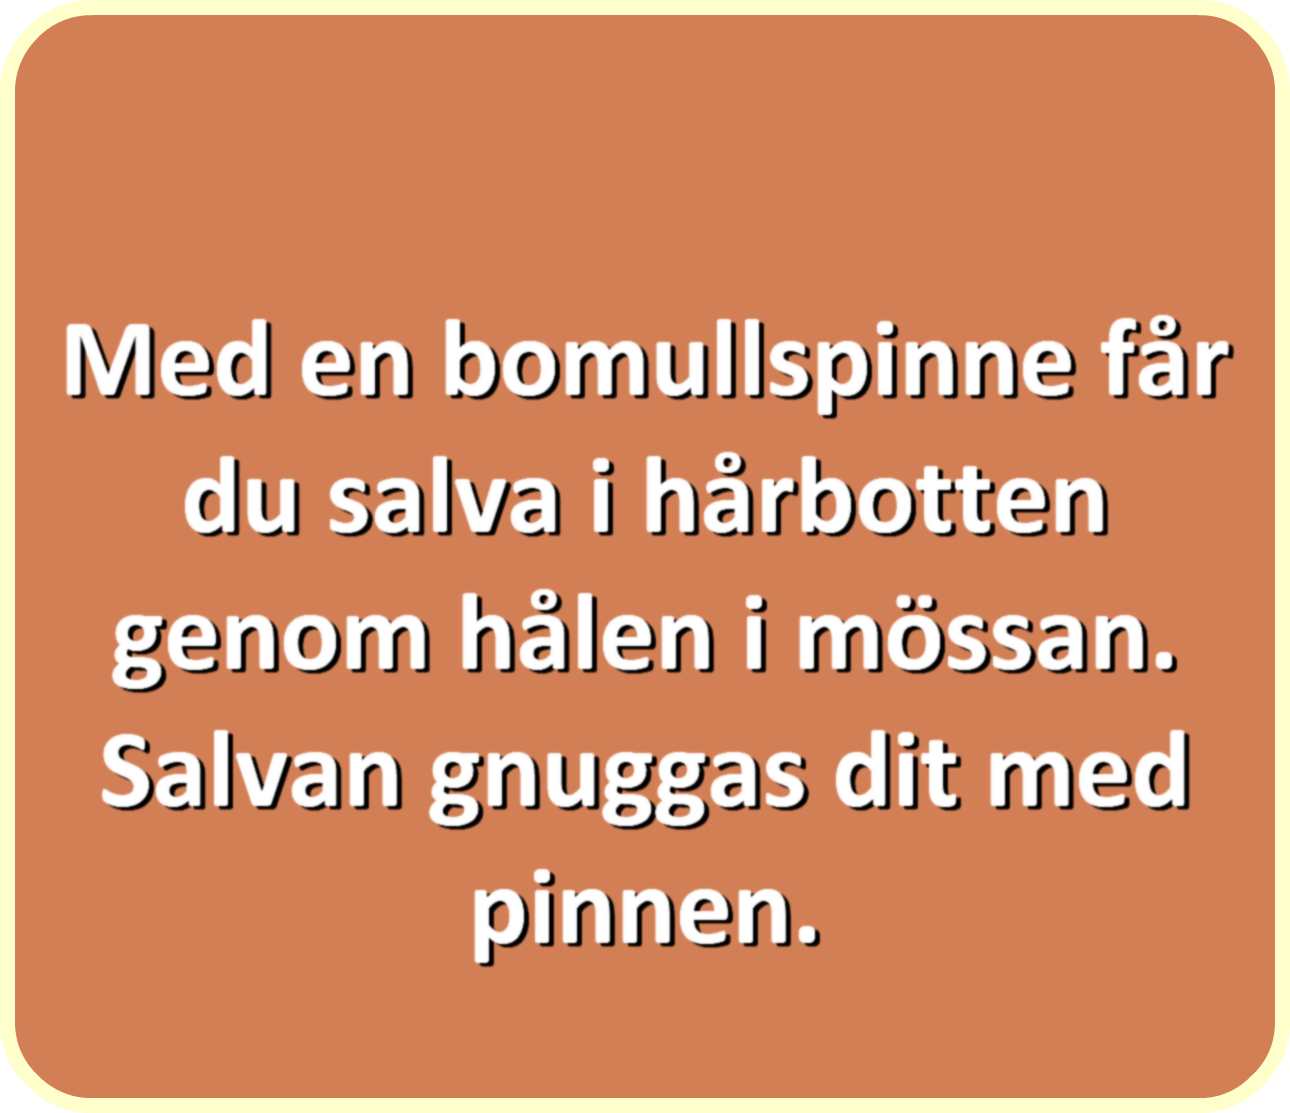 Med en bomullspinne får
du salva i hårbotten
genom hålen i mössan.
Salvan gnuggas dit med
pinnen.